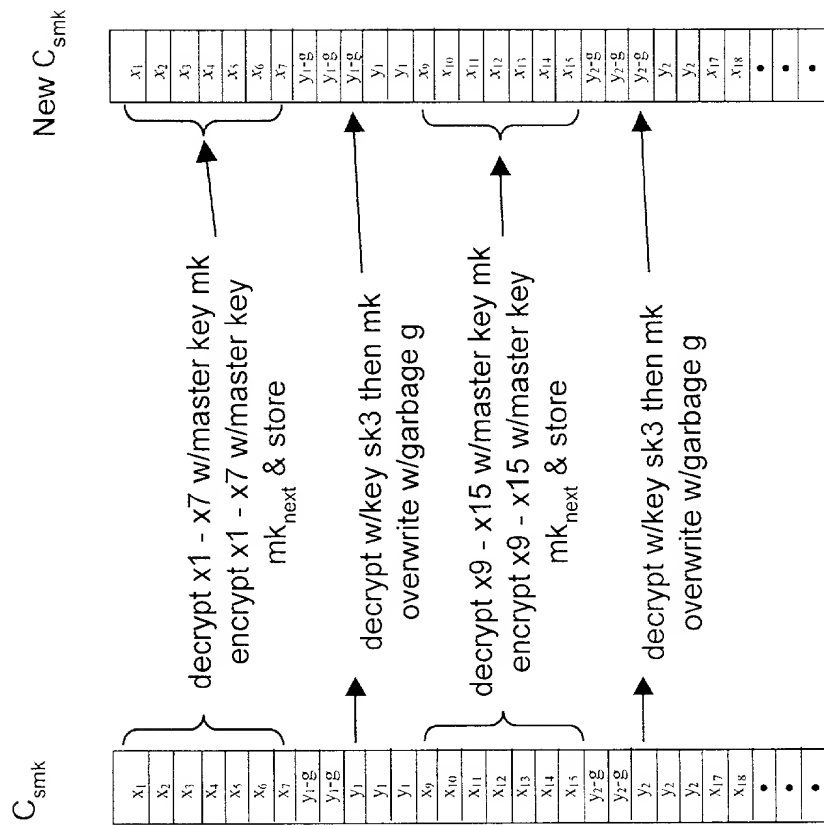 C_smk
x1
x2
x3
x4
x5
x6
x7
y1-g
y1-g
y1
y1
y1
x9
x10
x11
x12
x13
x14
x15
y2-g
y2-g
y2
y2
y2
x17
x18
decrypt x1 - x7 w/master key mk
encrypt x1 - x7 w/master key
mk_next & store
decrypt w/key sk3 then mk
overwrite w/garbage g
decrypt x9 - x15 w/master key mk
encrypt x9 - x15 w/master key
mk_next & store
decrypt w/key sk3 then mk
overwrite w/garbage g
New C_smk
x1
x2
x3
x4
x5
x6
x7
y1-g
y1-g
y1-g
y1
y1
x9
x10
x11
x12
x13
x14
x15
y2-g
y2-g
y2-g
y2
y2
x17
x18